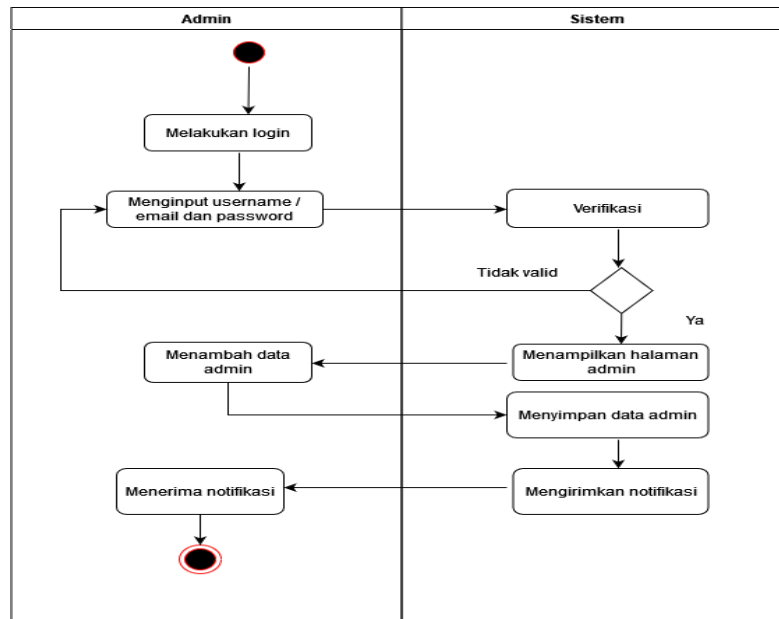 Admin
Sistem
Melakukan login
Menginput username /
email dan password
Verifikasi
Tidak valid
Ya
Menambah data
admin
Menampilkan halaman
admin
Menyimpan data admin
Menerima notifikasi
Mengirimkan notifikasi